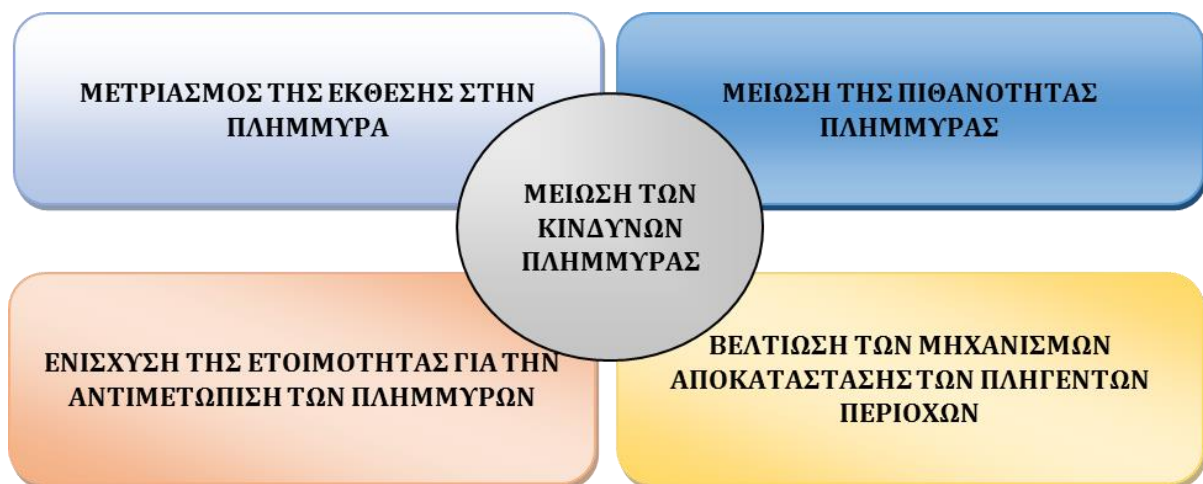 ΜΕΤΡΙΑΣΜΟΣ ΤΗΣ ΕΚΘΕΣΗΣ ΣΤΗΝ
ΠΛΗΜΜΥΡΑ
ΜΕΙΩΣΗ ΤΗΣ ΠΙΘΑΝΟΤΗΤΑΣ
ΠΛΗΜΜΥΡΑΣ
ΜΕΙΩΣΗ ΤΩΝ
ΚΙΝΔΥΝΩΝ
ΠΛΗΜΜΥΡΑΣ
ΕΝΙΣΧΥΣΗ ΤΗΣ ΕΤΟΙΜΟΤΗΤΑΣ ΓΙΑ ΤΗΝ
ΑΝΤΙΜΕΤΩΠΙΣΗ ΤΩΝ ΠΛΗΜΜΥΡΩΝ
ΒΕΛΤΙΩΣΗ ΤΩΝ ΜΗΧΑΝΙΣΜΩΝ
ΑΠΟΚΑΤΑΣΤΑΣΗΣ ΤΩΝ ΠΛΗΓΕΝΤΩΝ
ΠΕΡΙΟΧΩΝ